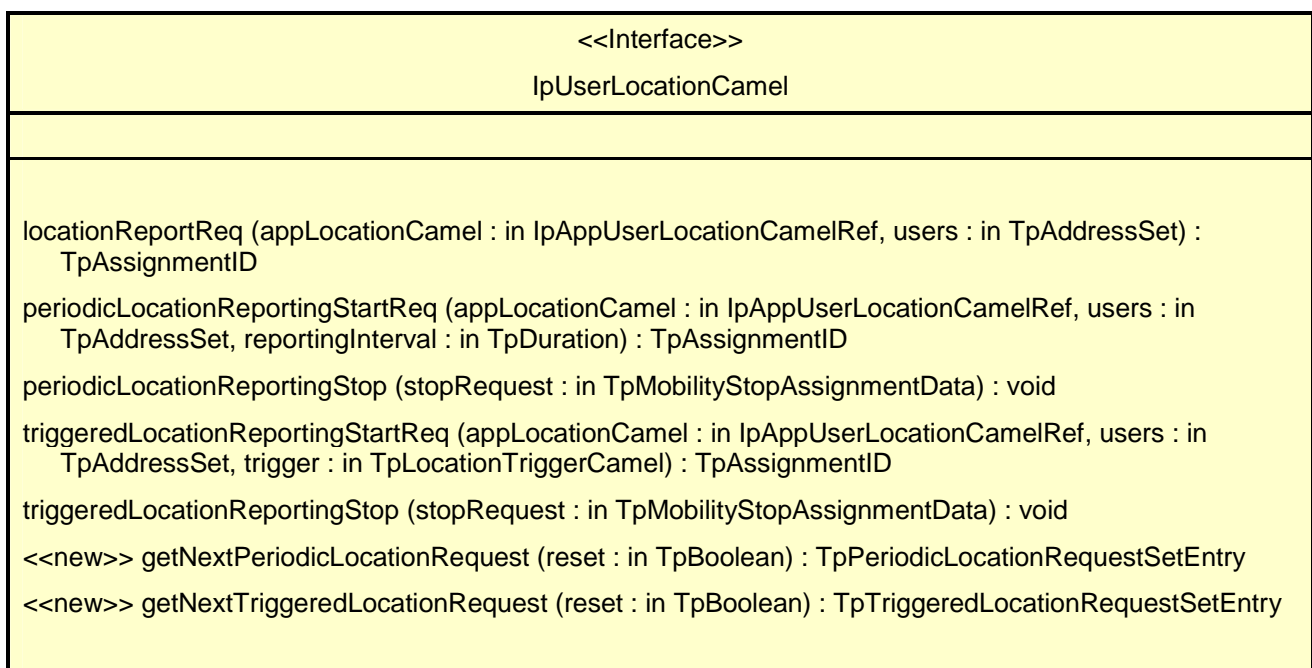 <<Interface>>
IpUserLocationCamel
locationReportReq (appLocationCamel : in IpAppUserLocationCamelRef, users : in TpAddressSet) :
TpAssignmentID
periodicLocationReportingStartReq (appLocationCamel : in IpAppUserLocationCamelRef, users : in
TpAddressSet, reportingInterval : in TpDuration) : TpAssignmentID
periodicLocationReportingStop (stopRequest : in TpMobilityStopAssignmentData) : void
triggeredLocationReportingStartReq (appLocationCamel : in IpAppUserLocationCamelRef, users : in
TpAddressSet, trigger : in TpLocationTriggerCamel) : TpAssignmentID
triggeredLocationReportingStop (stopRequest : in TpMobilityStopAssignmentData) : void
<<new>> getNextPeriodicLocationRequest (reset : in TpBoolean) : TpPeriodicLocationRequestSetEntry
<<new>> getNextTriggeredLocationRequest (reset : in TpBoolean) : TpTriggeredLocationRequestSetEntry